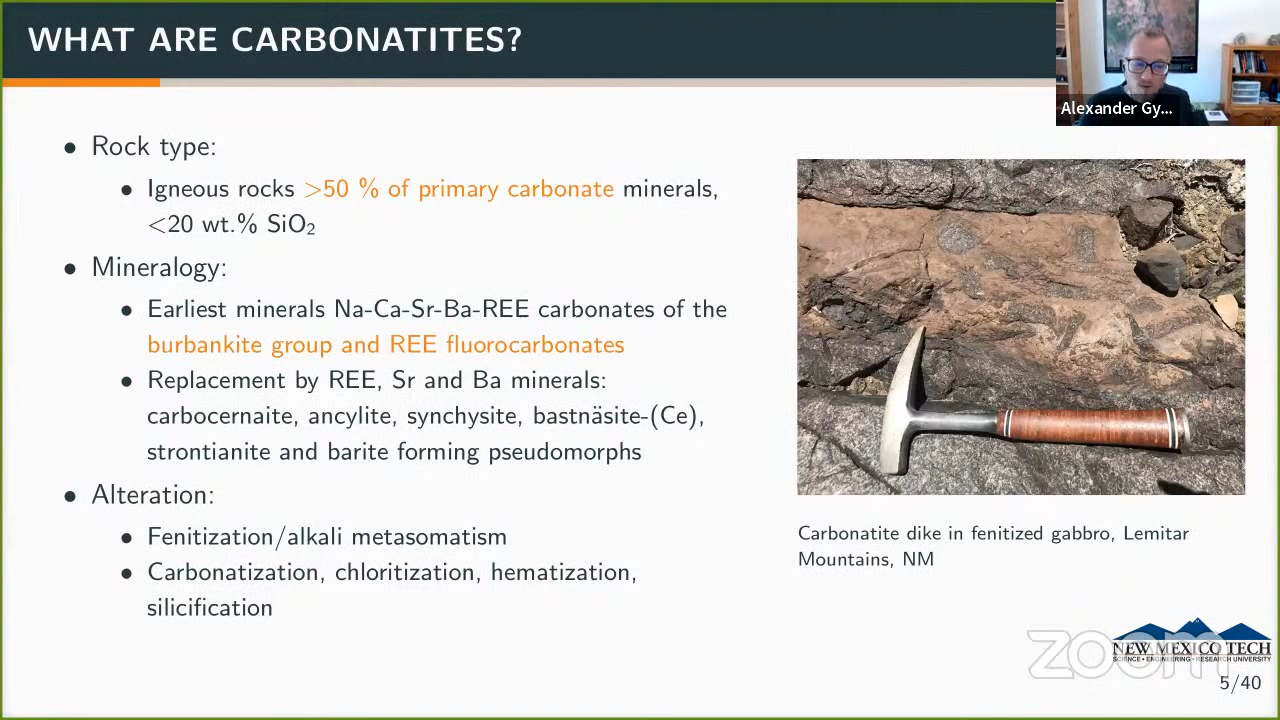 WHAT ARE CARBONATITES?
Alexander Gy...
• Rock type:
• Igneous rocks >50 % of primary carbonate minerals,
<20 wt.% SiO₂
• Mineralogy:
• Earliest minerals Na-Ca-Sr-Ba-REE carbonates of the
burbankite group and REE fluorocarbonates
• Replacement by REE, Sr and Ba minerals:
carbocernaite, ancylite, synchysite, bastnäsite-(Ce),
strontianite and barite forming pseudomorphs
• Alteration:
• Fenitization/alkali metasomatism
• Carbonatization, chloritization, hematization,
silicification
Carbonatite dike in fenitized gabbro, Lemitar
Mountains, NM
zoom
NEW MEXICO TECH
SCIENCE • ENGINEERING • RESEARCH UNIVERSITY
5/40